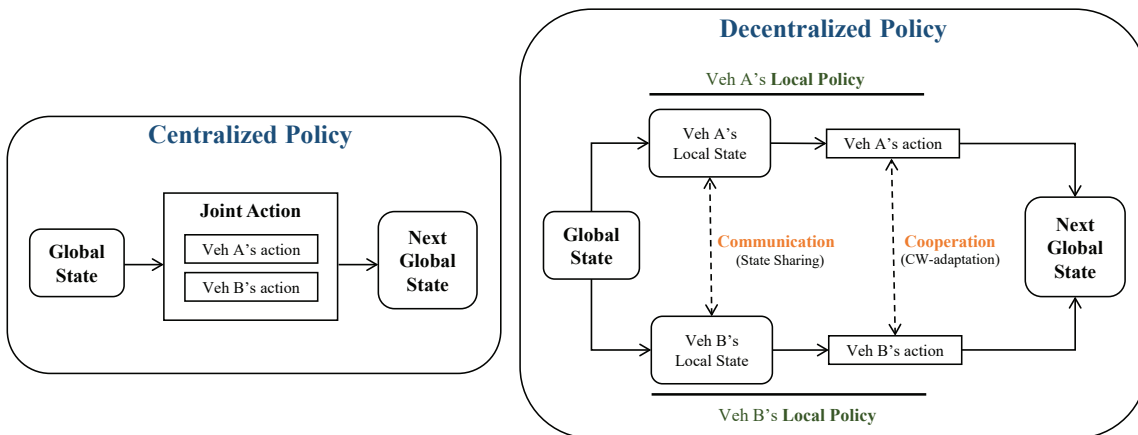 Centralized Policy
Global
State
Joint Action
Veh A's action
Veh B's action
Next
Global
State
Decentralized Policy
Veh A's Local Policy
Global
State
Veh A's
Local State
Veh A's action
Communication
(State Sharing)
Cooperation
(CW-adaptation)
Veh B's
Local State
Veh B's action
Next
Global
State
Veh B's Local Policy